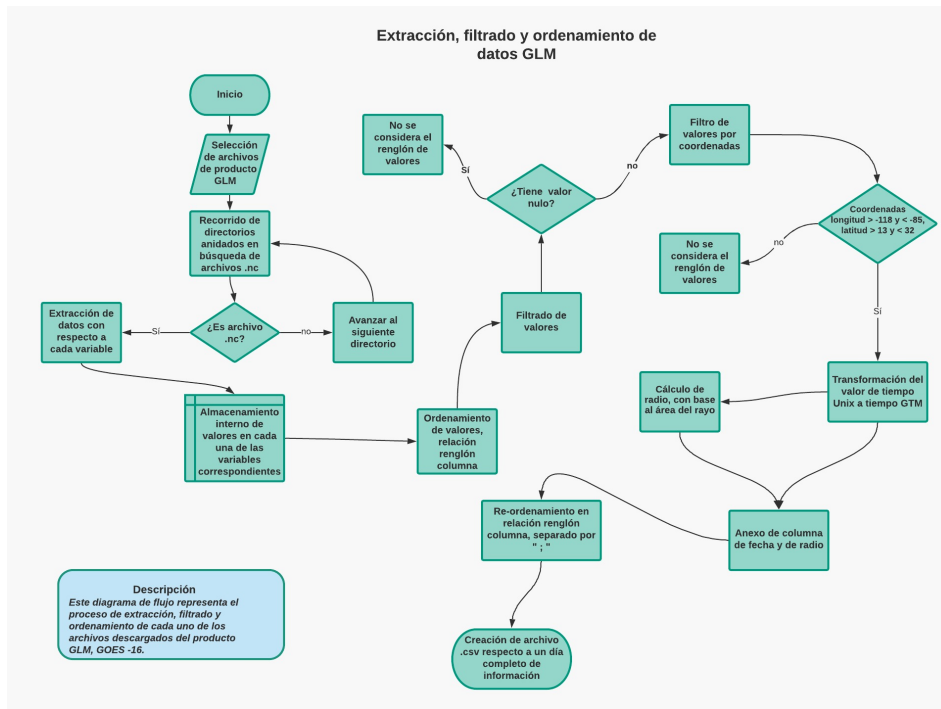 Extracción, filtrado y ordenamiento de
datos GLM
Inicio
Selección
de archivos
de producto
GLM
Recorrido de
directorios
anidados en
búsqueda de
archivos .nc
¿Es archivo
.nc?
Sí
no
Extracción de
datos con
respecto a
cada variable
Avanzar al
siguiente
directorio
Almacenamiento
interno de
valores en cada
una de las
variables
correspondientes
Ordenamiento
de valores,
relación
renglón
columna
Filtrado de
valores
¿Tiene valor
nulo?
Sí
no
No se
considera el
renglón de
valores
Filtro de
valores por
coordenadas
Coordenadas
longitud > -118 y < -85,
latitud > 13 y < 32
no
Sí
No se
considera el
renglón de
valores
Transformación del
valor de tiempo
Unix a tiempo GTM
Cálculo de
radio, con base
al área del rayo
Anexo de columna
de fecha y de radio
Re-ordenamiento en
relación renglón
columna, separado por
" ; "
Creación de archivo
.csv respecto a un día
completo de
información
Descripción
Este diagrama de flujo representa el
proceso de extracción, filtrado y
ordenamiento de cada uno de los
archivos descargados del producto
GLM, GOES -16.